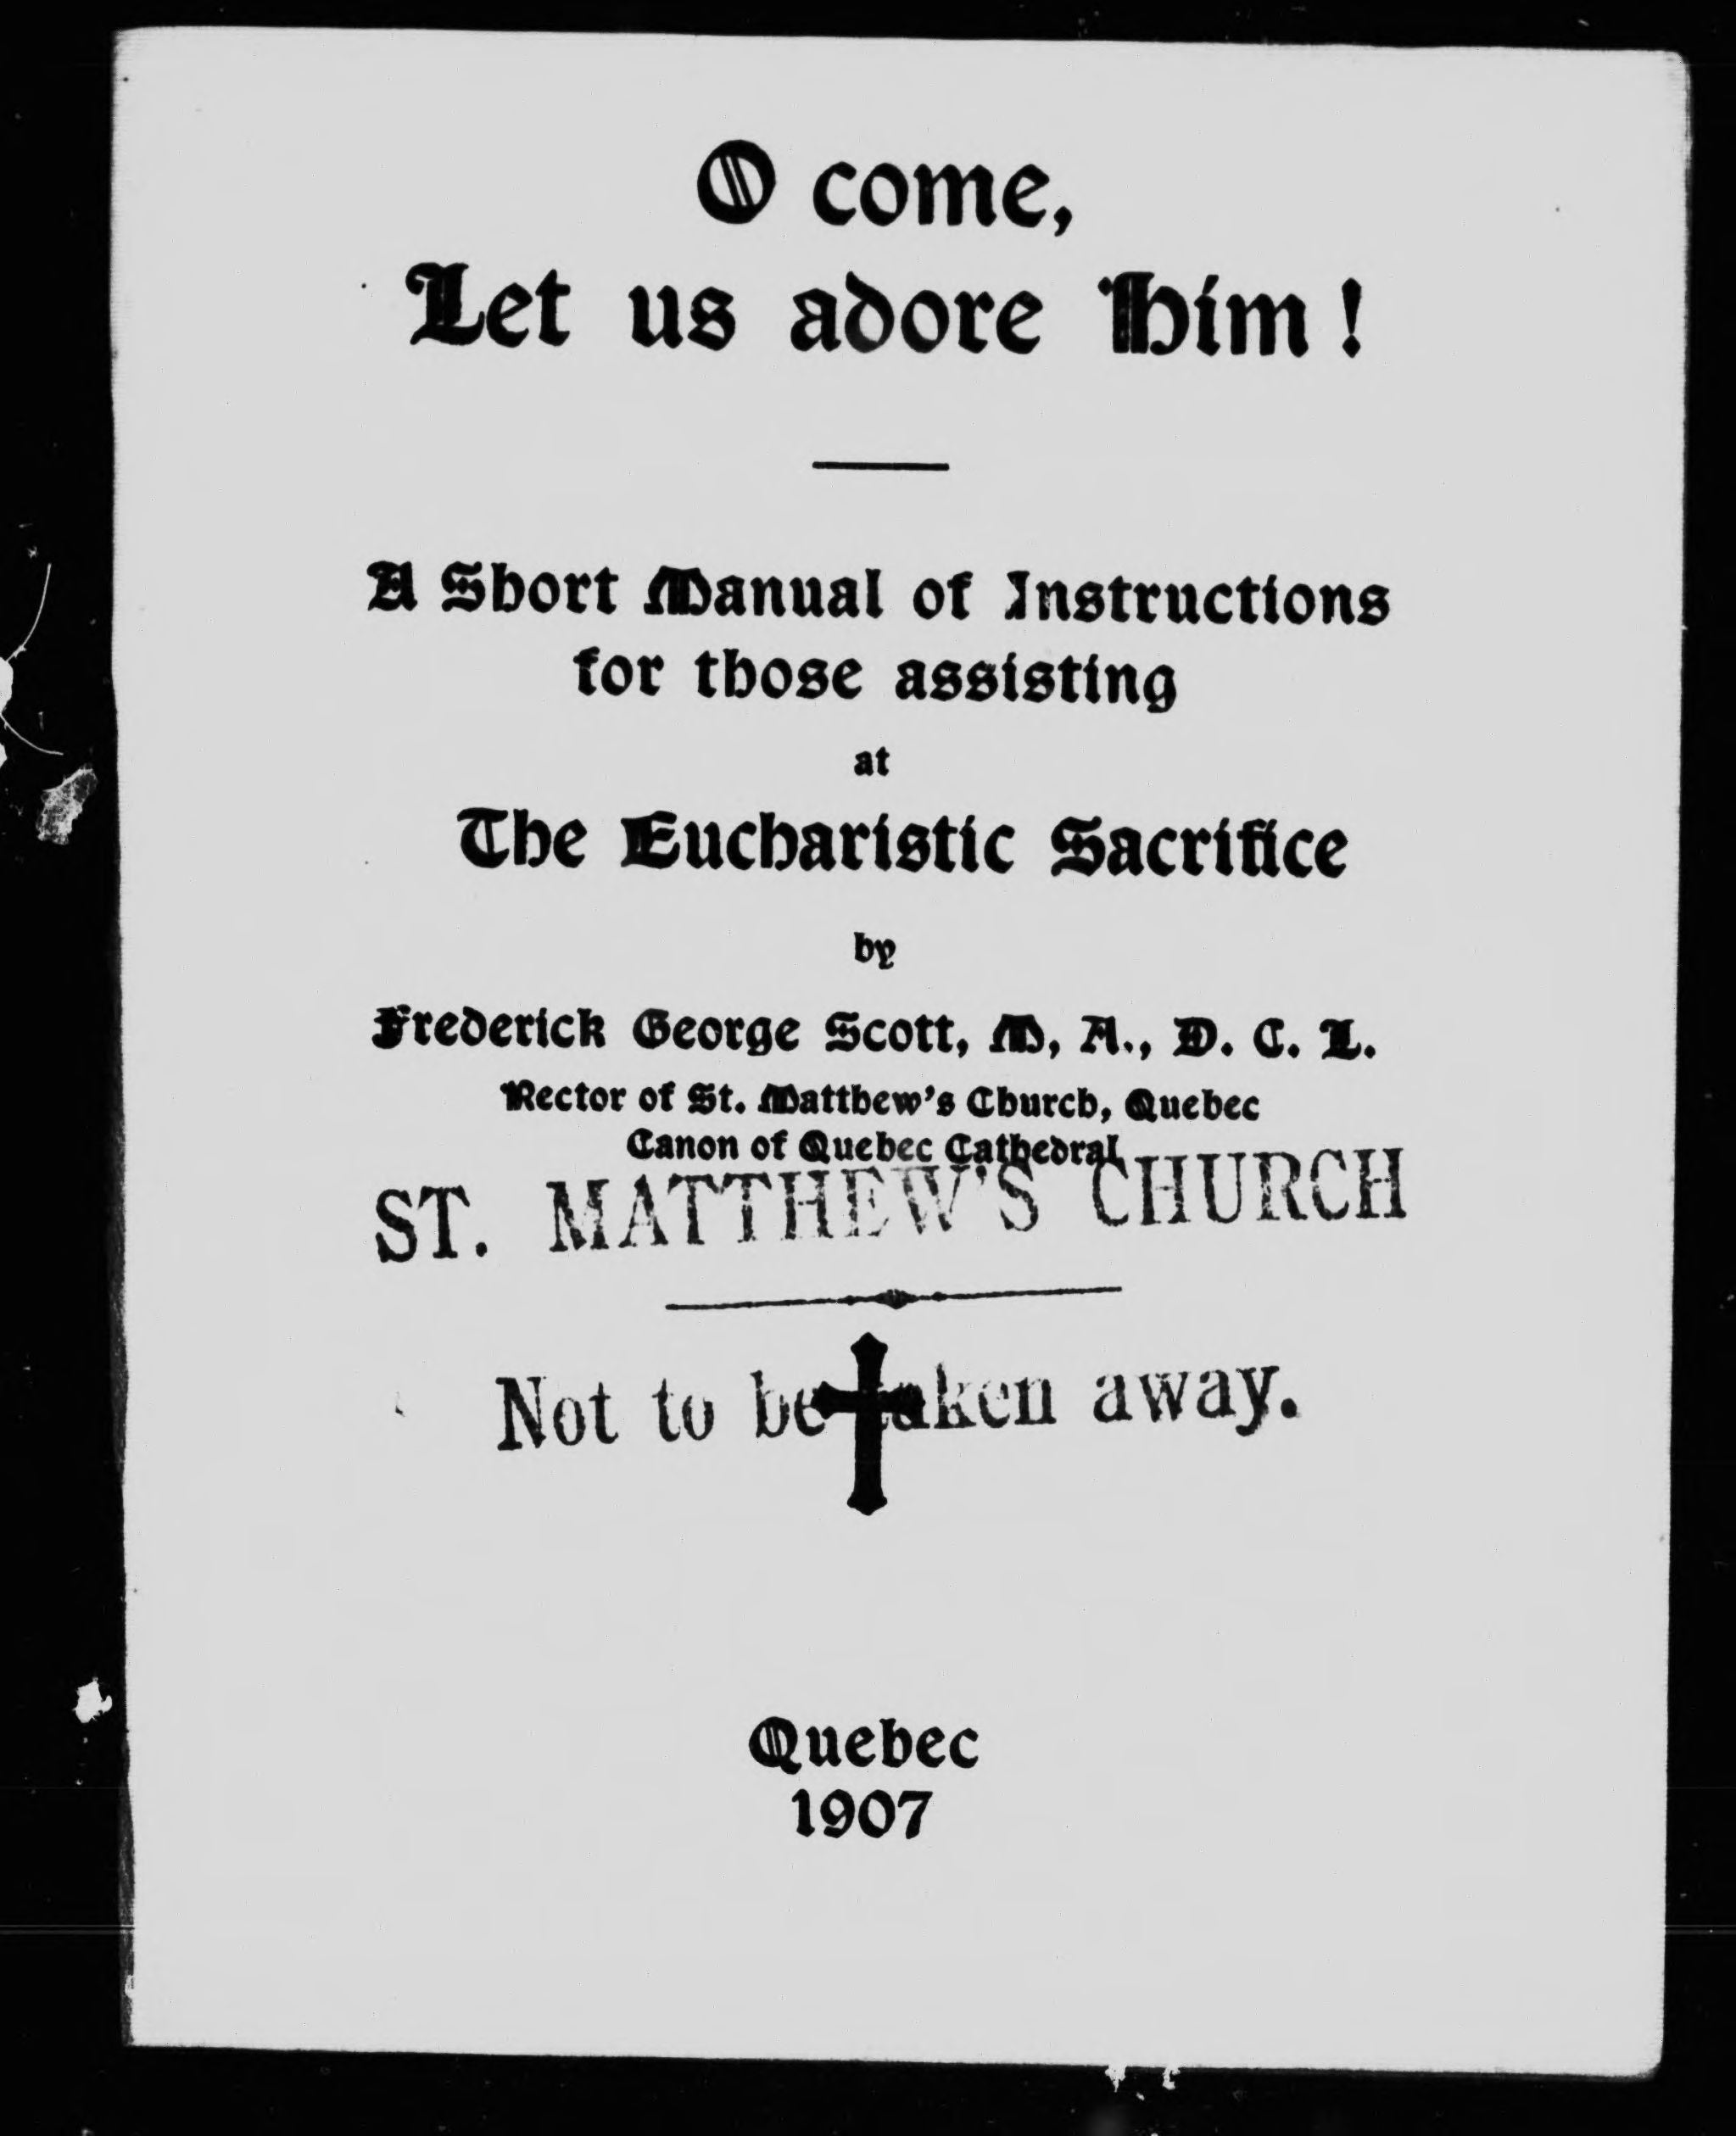 O come,
Let us adore Him!
A Short Manual of Instructions
for those assisting
at
The Eucharistic Sacrifice
by
Frederick George Scott, M, A., D. C. L.
Rector of St. Matthew's Church, Quebec
Canon of Quebec Cathedral
ST. MATTHEW'S CHURCH
Not to be taken away.
Quebec
1907